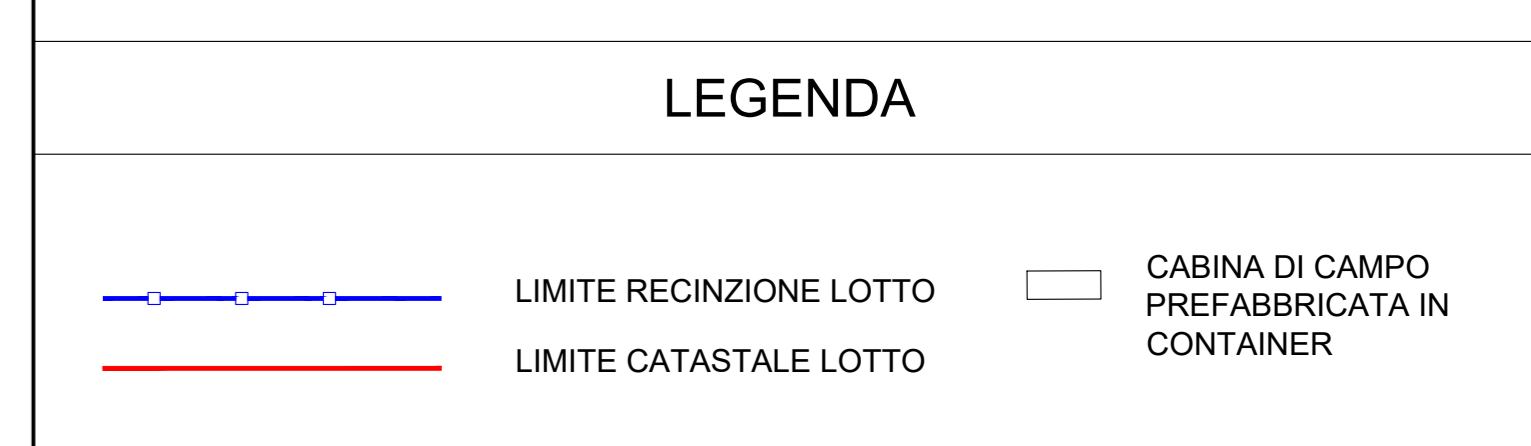 LEGENDA
LIMITE RECINZIONE LOTTO
LIMITE CATASTALE LOTTO
CABINA DI CAMPO
PREFABBRICATA IN
CONTAINER